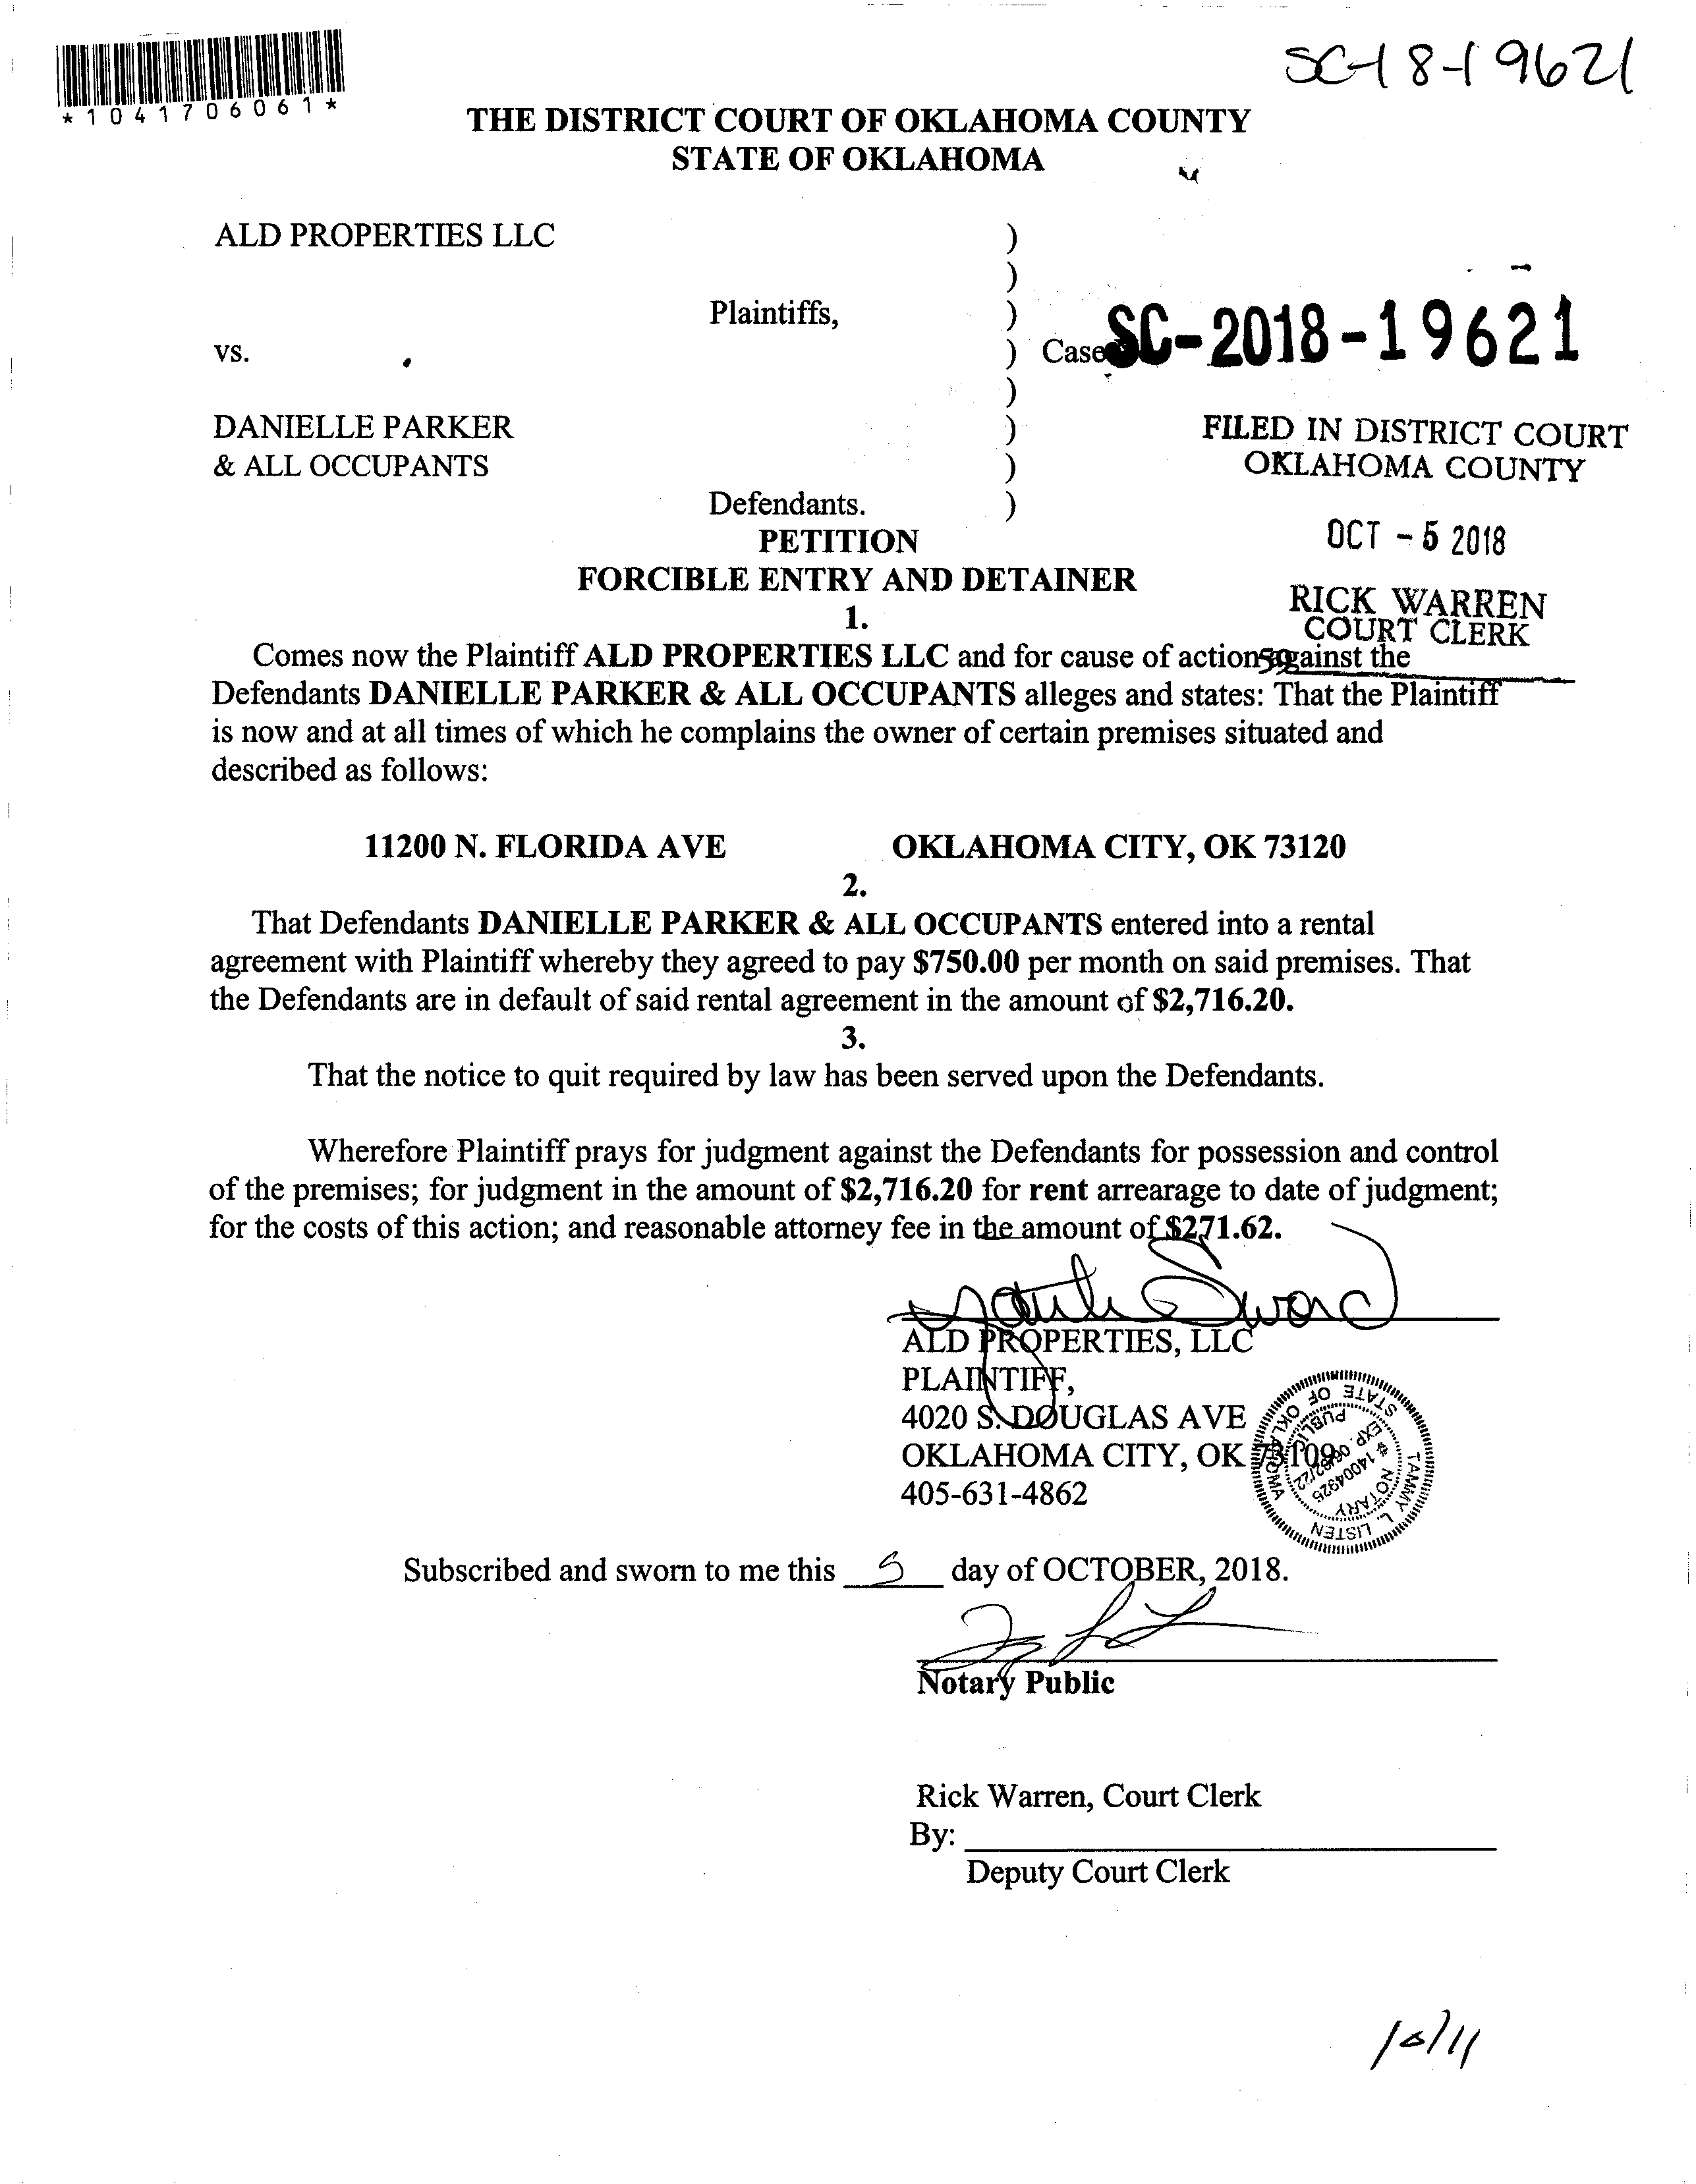 SC-18-19621
*1041706061*
THE DISTRICT COURT OF OKLAHOMA COUNTY
STATE OF OKLAHOMA
ALD PROPERTIES LLC )
)
Plaintiffs, )
vs. ) Case SC-2018-19621
)
DANIELLE PARKER ) FILED IN DISTRICT COURT
& ALL OCCUPANTS ) OKLAHOMA COUNTY
Defendants. )
PETITION OCT - 5 2018
FORCIBLE ENTRY AND DETAINER
RICK WARREN
1.
COURT CLERK
Comes now the Plaintiff ALD PROPERTIES LLC and for cause of action against the
Defendants DANIELLE PARKER & ALL OCCUPANTS alleges and states: That the Plaintiff
is now and at all times of which he complains the owner of certain premises situated and
described as follows:
11200 N. FLORIDA AVE OKLAHOMA CITY, OK 73120
2.
That Defendants DANIELLE PARKER & ALL OCCUPANTS entered into a rental
agreement with Plaintiff whereby they agreed to pay $750.00 per month on said premises. That
the Defendants are in default of said rental agreement in the amount of $2,716.20.
3.
That the notice to quit required by law has been served upon the Defendants.
Wherefore Plaintiff prays for judgment against the Defendants for possession and control
of the premises; for judgment in the amount of $2,716.20 for rent arrearage to date of judgment;
for the costs of this action; and reasonable attorney fee in the amount of $271.62.
Sword
ALD PROPERTIES, LLC
PLAINTIFF,
4020 S. DOUGLAS AVE
OKLAHOMA CITY, OK 73109
405-631-4862
TAMMY L. LISTEN
STATE OF OKLAHOMA
NOTARY PUBLIC
# 14004926
EXP. 06/02/22
Subscribed and sworn to me this 5 day of OCTOBER, 2018.
Notary Public
Rick Warren, Court Clerk
By:
Deputy Court Clerk
10/11